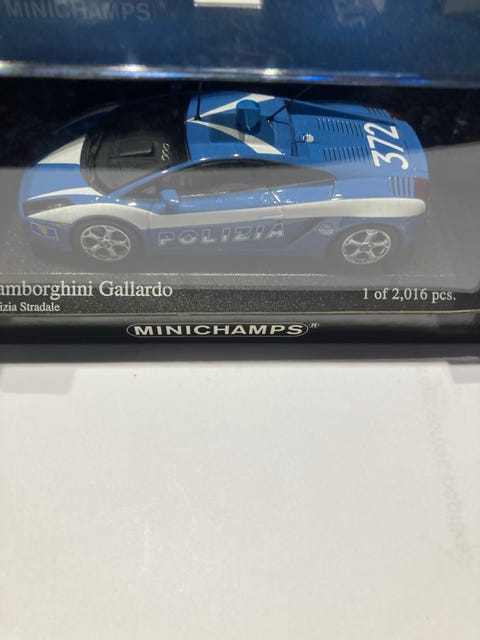 MINICHAMPS
372
POLIZIA
amborghini Gallardo
1 of 2,016 pcs.
izia Stradale
MINICHAMPS®